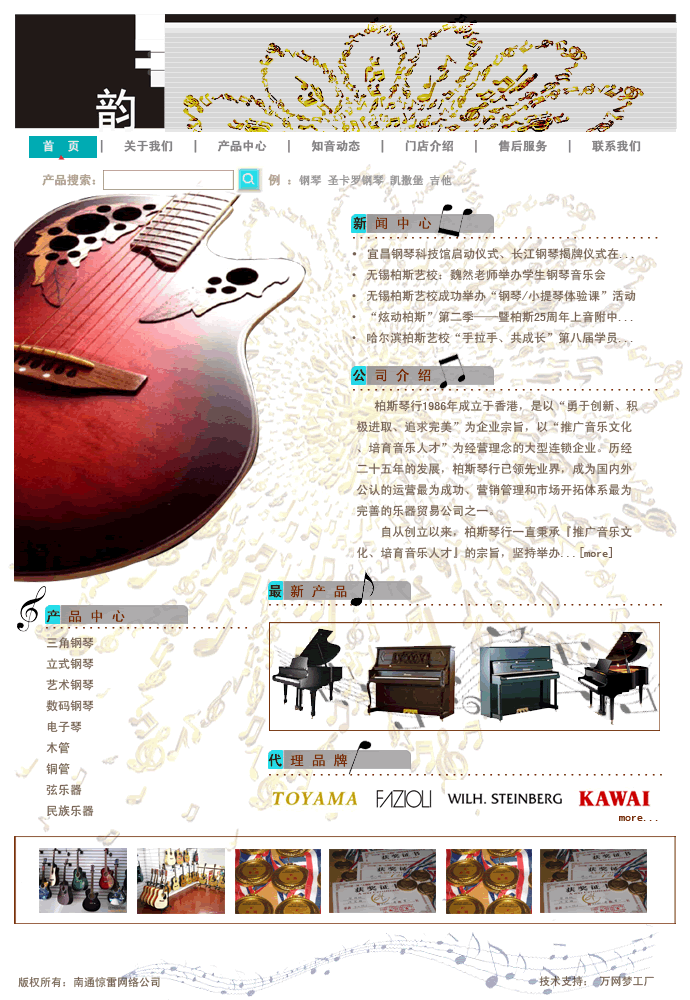 韵
首 页 | 关于我们 | 产品中心 | 知音动态 | 门店介绍 | 售后服务 | 联系我们
产品搜索: 例 : 钢琴 圣卡罗钢琴 凯撒堡 吉他...
新 闻 中 心
• 宜昌钢琴科技馆启动仪式、长江钢琴揭牌仪式在...
• 无锡柏斯艺校：魏然老师举办学生钢琴音乐会
• 无锡柏斯艺校成功举办“钢琴/小提琴体验课”活动
• “炫动柏斯”第二季——暨柏斯25周年上音附中...
• 哈尔滨柏斯艺校“手拉手、共成长”第八届学员...
公 司 介 绍
柏斯琴行1986年成立于香港，是以“勇于创新、积
极进取、追求完美”为企业宗旨，以“推广音乐文化
、培育音乐人才”为经营理念的大型连锁企业。历经
二十五年的发展，柏斯琴行已领先业界，成为国内外
公认的运营最为成功、营销管理和市场开拓体系最为
完善的乐器贸易公司之一。
自从创立以来，柏斯琴行一直秉承『推广音乐文
化、培育音乐人才』的宗旨，坚持举办...[more]
产 品 中 心
三角钢琴
立式钢琴
艺术钢琴
数码钢琴
电子琴
木管
铜管
弦乐器
民族乐器
最 新 产 品
代 理 品 牌
TOYAMA FAZIOLI WILH. STEINBERG KAWAI
more...
获奖证书
获奖证书
版权所有：南通惊雷网络公司
技术支持： 万网梦工厂